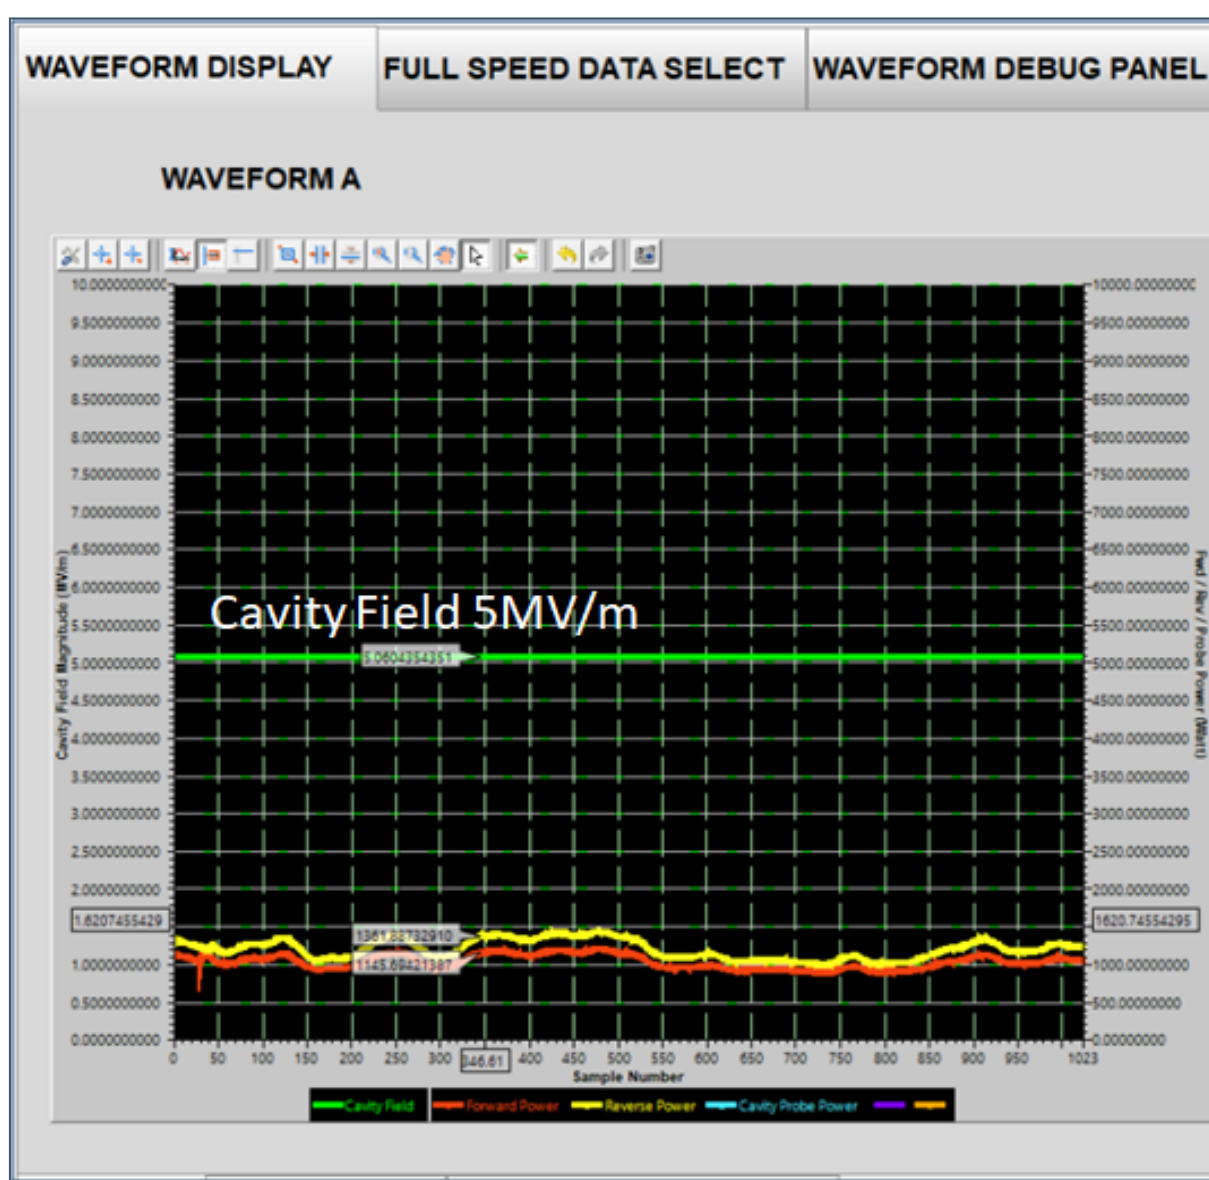 WAVEFORM DISPLAY FULL SPEED DATA SELECT WAVEFORM DEBUG PANEL
WAVEFORM A
10.0000000000 10000.00000000
9.5000000000 9500.00000000
9.0000000000 9000.00000000
8.5000000000 8500.00000000
8.0000000000 8000.00000000
7.5000000000 7500.00000000
7.0000000000 7000.00000000
6.5000000000 6500.00000000
6.0000000000 6000.00000000
Cavity Field 5MV/m
5.5000000000 5500.00000000
5.0604354351
5.0000000000 5000.00000000
4.5000000000 4500.00000000
4.0000000000 4000.00000000
3.5000000000 3500.00000000
3.0000000000 3000.00000000
2.5000000000 2500.00000000
2.0000000000 2000.00000000
1.6207455429 1620.74554295
1361.88732910
1.0000000000 1145.69421387 1000.00000000
0.5000000000 500.00000000
0.0000000000 0.00000000
Cavity Field Magnitude (MV/m)
Fwd / Rev / Probe Power (Watt)
0 50 100 150 200 250 300 346.61 400 450 500 550 600 650 700 750 800 850 900 950 1023
Sample Number
Cavity Field Forward Power Reverse Power Cavity Probe Power